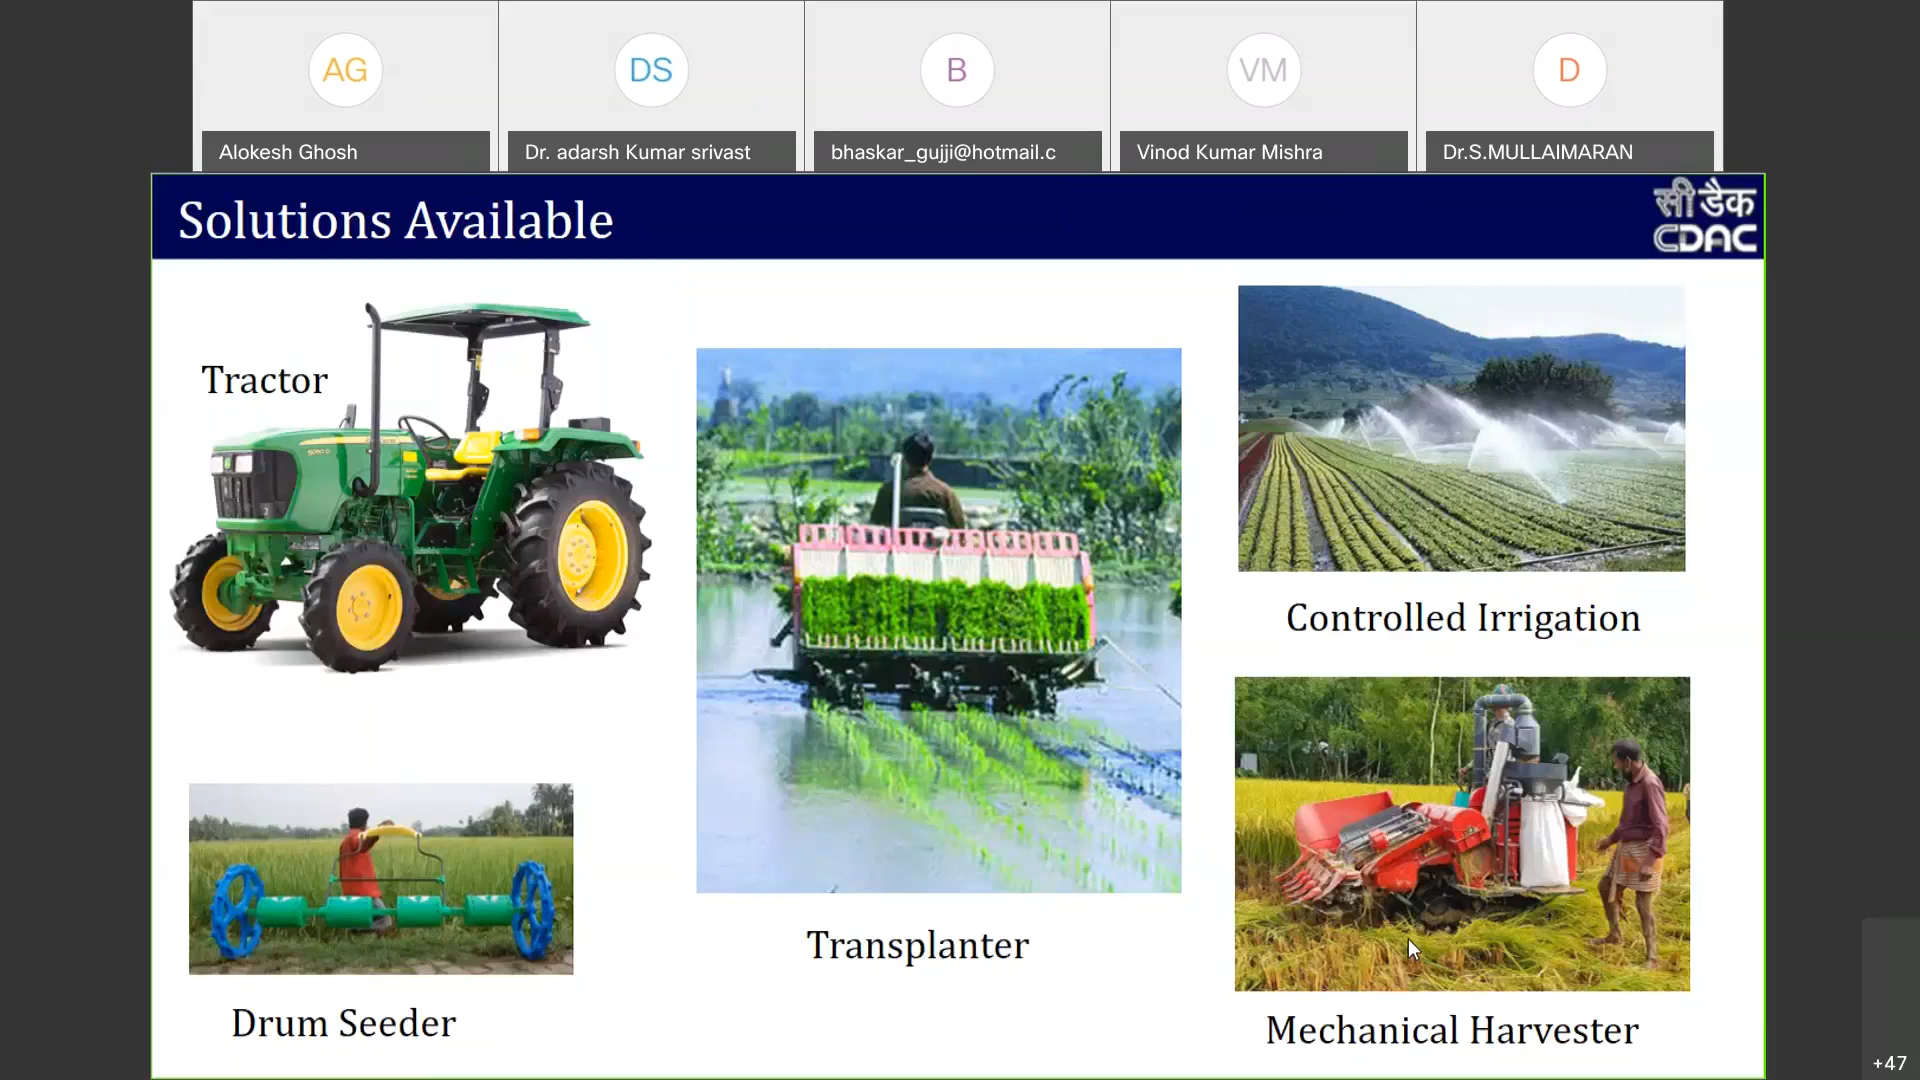 AG
DS
B
VM
D
Alokesh Ghosh
Dr. adarsh Kumar srivast
bhaskar_gujji@hotmail.c
Vinod Kumar Mishra
Dr.S.MULLAIMARAN
Solutions Available
सी डैक
CDAC
Tractor
Controlled Irrigation
Transplanter
Drum Seeder
Mechanical Harvester
+47